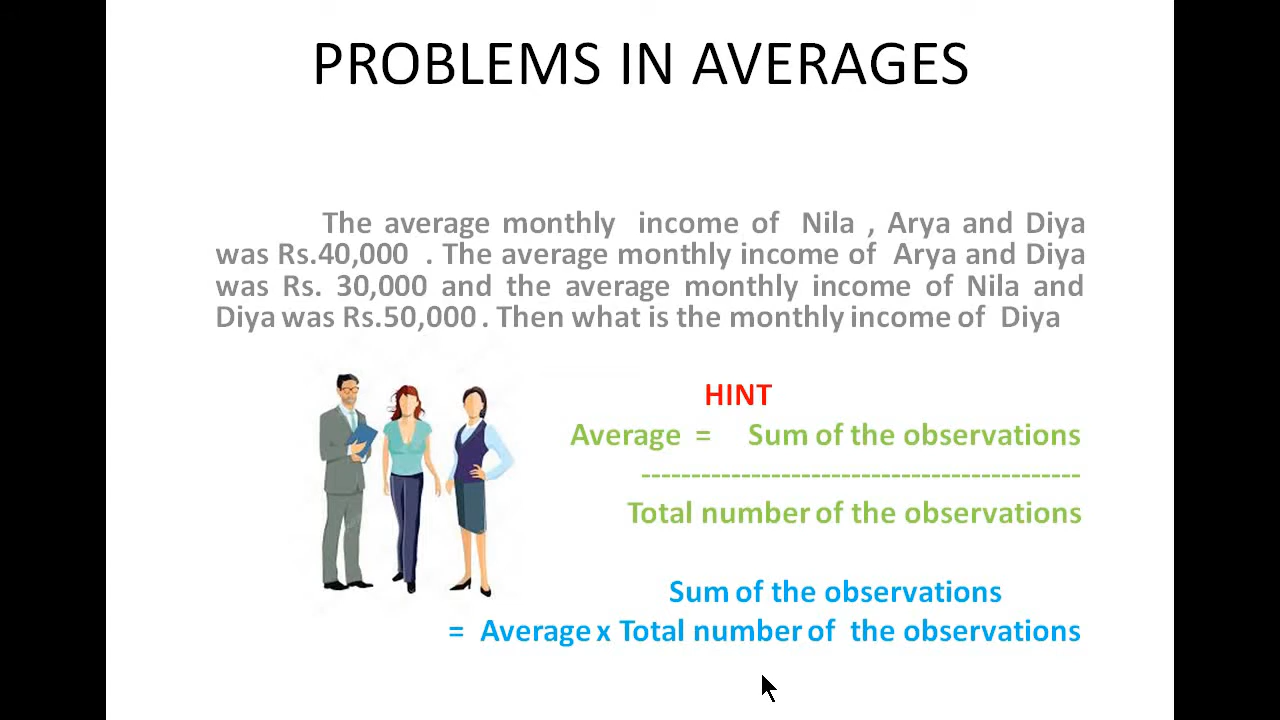 PROBLEMS IN AVERAGES
The average monthly income of Nila , Arya and Diya
was Rs.40,000 . The average monthly income of Arya and Diya
was Rs. 30,000 and the average monthly income of Nila and
Diya was Rs.50,000 . Then what is the monthly income of Diya
HINT
Average = Sum of the observations
--------------------------------------------
Total number of the observations
Sum of the observations
= Average x Total number of the observations